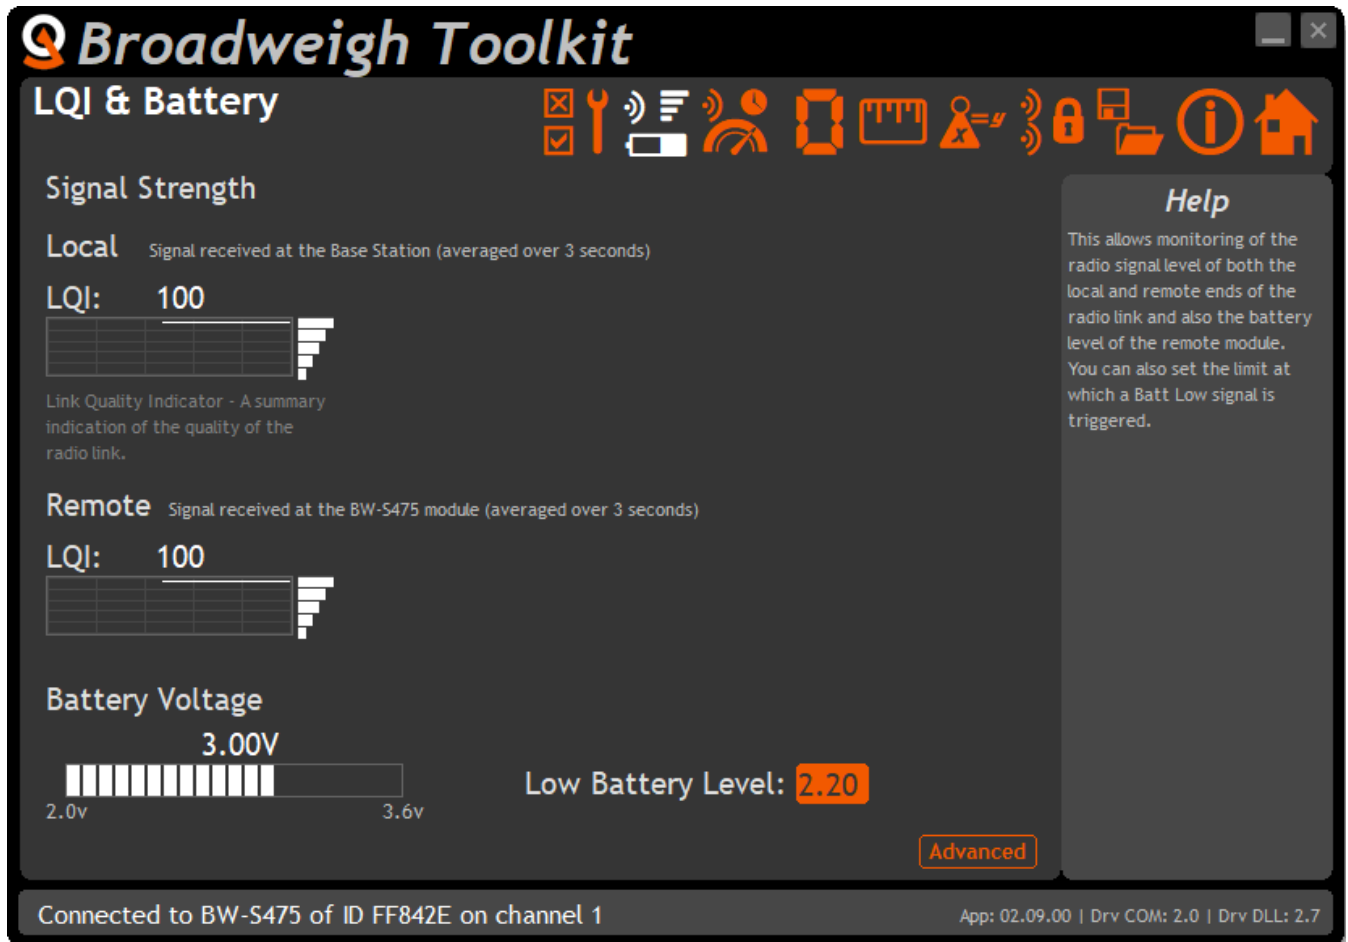 Broadweigh Toolkit
LQI & Battery
x=y
Signal Strength
Local Signal received at the Base Station (averaged over 3 seconds)
LQI: 100
Link Quality Indicator - A summary
indication of the quality of the
radio link.
Remote Signal received at the BW-S475 module (averaged over 3 seconds)
LQI: 100
Battery Voltage
3.00V
2.0v 3.6v
Low Battery Level: 2.20
Advanced
Help
This allows monitoring of the
radio signal level of both the
local and remote ends of the
radio link and also the battery
level of the remote module.
You can also set the limit at
which a Batt Low signal is
triggered.
Connected to BW-S475 of ID FF842E on channel 1
App: 02.09.00 | Drv COM: 2.0 | Drv DLL: 2.7